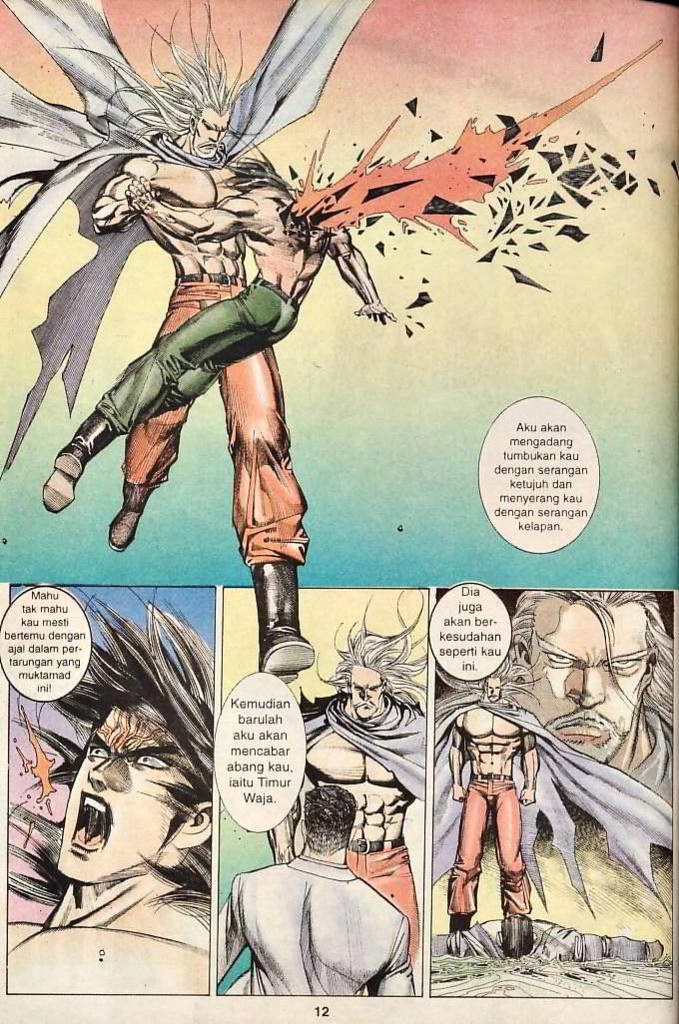 Aku akan
mengadang
tumbukan kau
dengan serangan
ketujuh dan
menyerang kau
dengan serangan
kelapan.
Mahu
tak mahu
kau mesti
bertemu dengan
ajal dalam per-
tarungan yang
muktamad
ini!
Kemudian
barulah
aku akan
mencabar
abang kau,
iaitu Timur
Waja.
Dia
juga
akan ber-
kesudahan
seperti kau
ini.
12